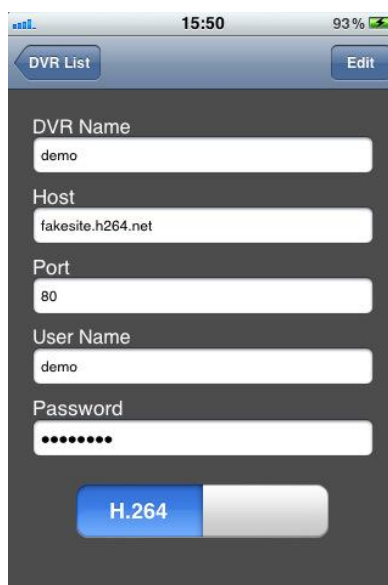 15:50
93%
DVR List
Edit
DVR Name
demo
Host
fakesite.h264.net
Port
80
User Name
demo
Password
••••••••
H.264